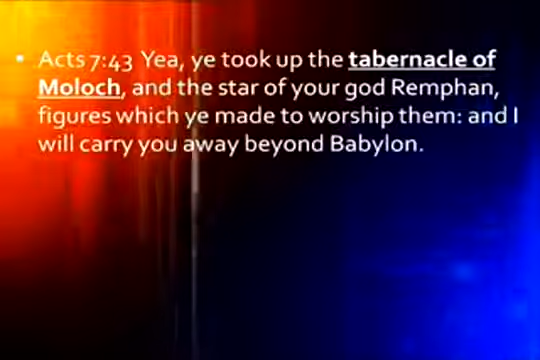 • Acts 7:43 Yea, ye took up the tabernacle of
Moloch, and the star of your god Remphan,
figures which ye made to worship them: and I
will carry you away beyond Babylon.